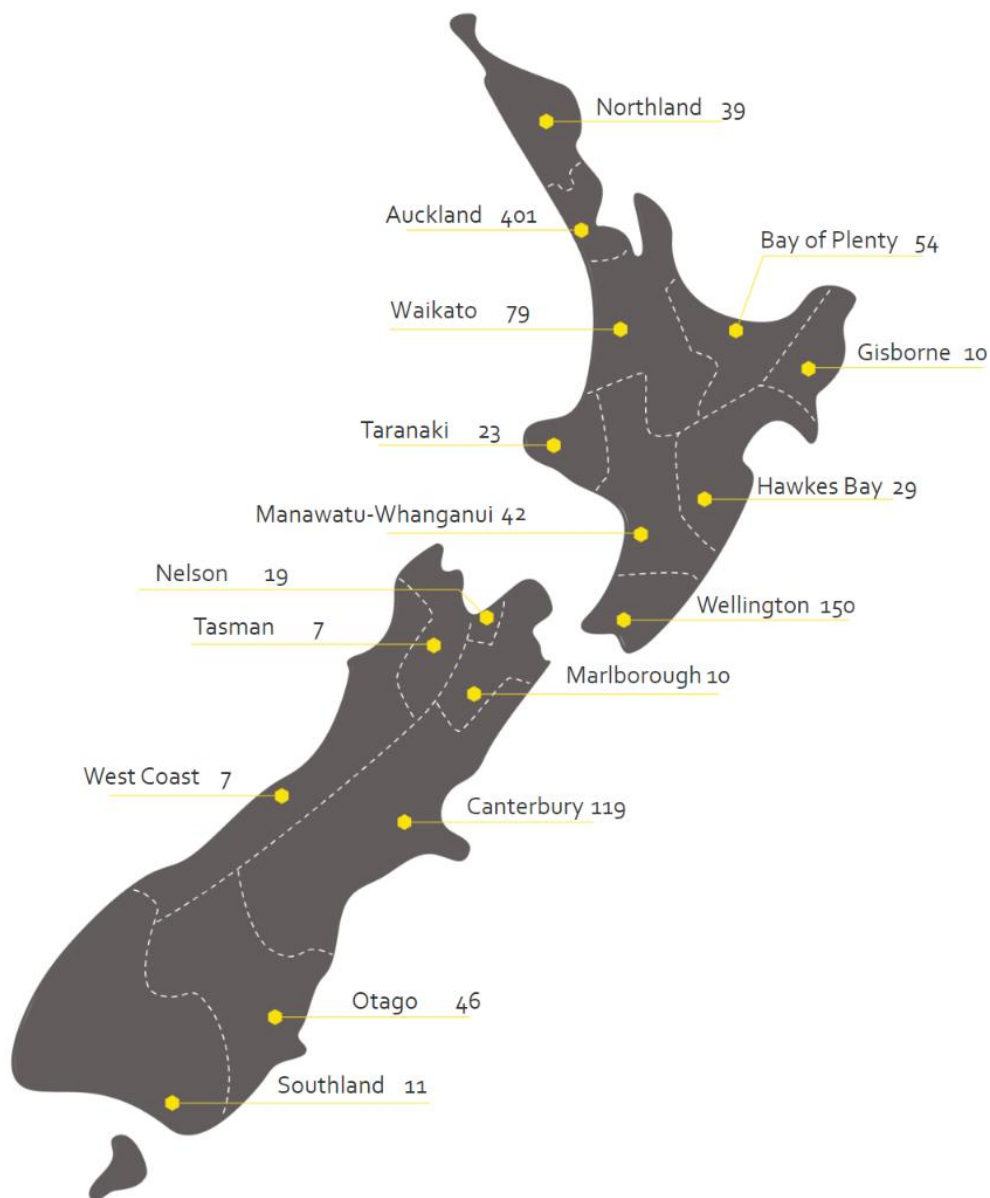 Northland 39
Auckland 401
Bay of Plenty 54
Waikato 79
Gisborne 10
Taranaki 23
Hawkes Bay 29
Manawatu-Whanganui 42
Nelson 19
Wellington 150
Tasman 7
Marlborough 10
West Coast 7
Canterbury 119
Otago 46
Southland 11